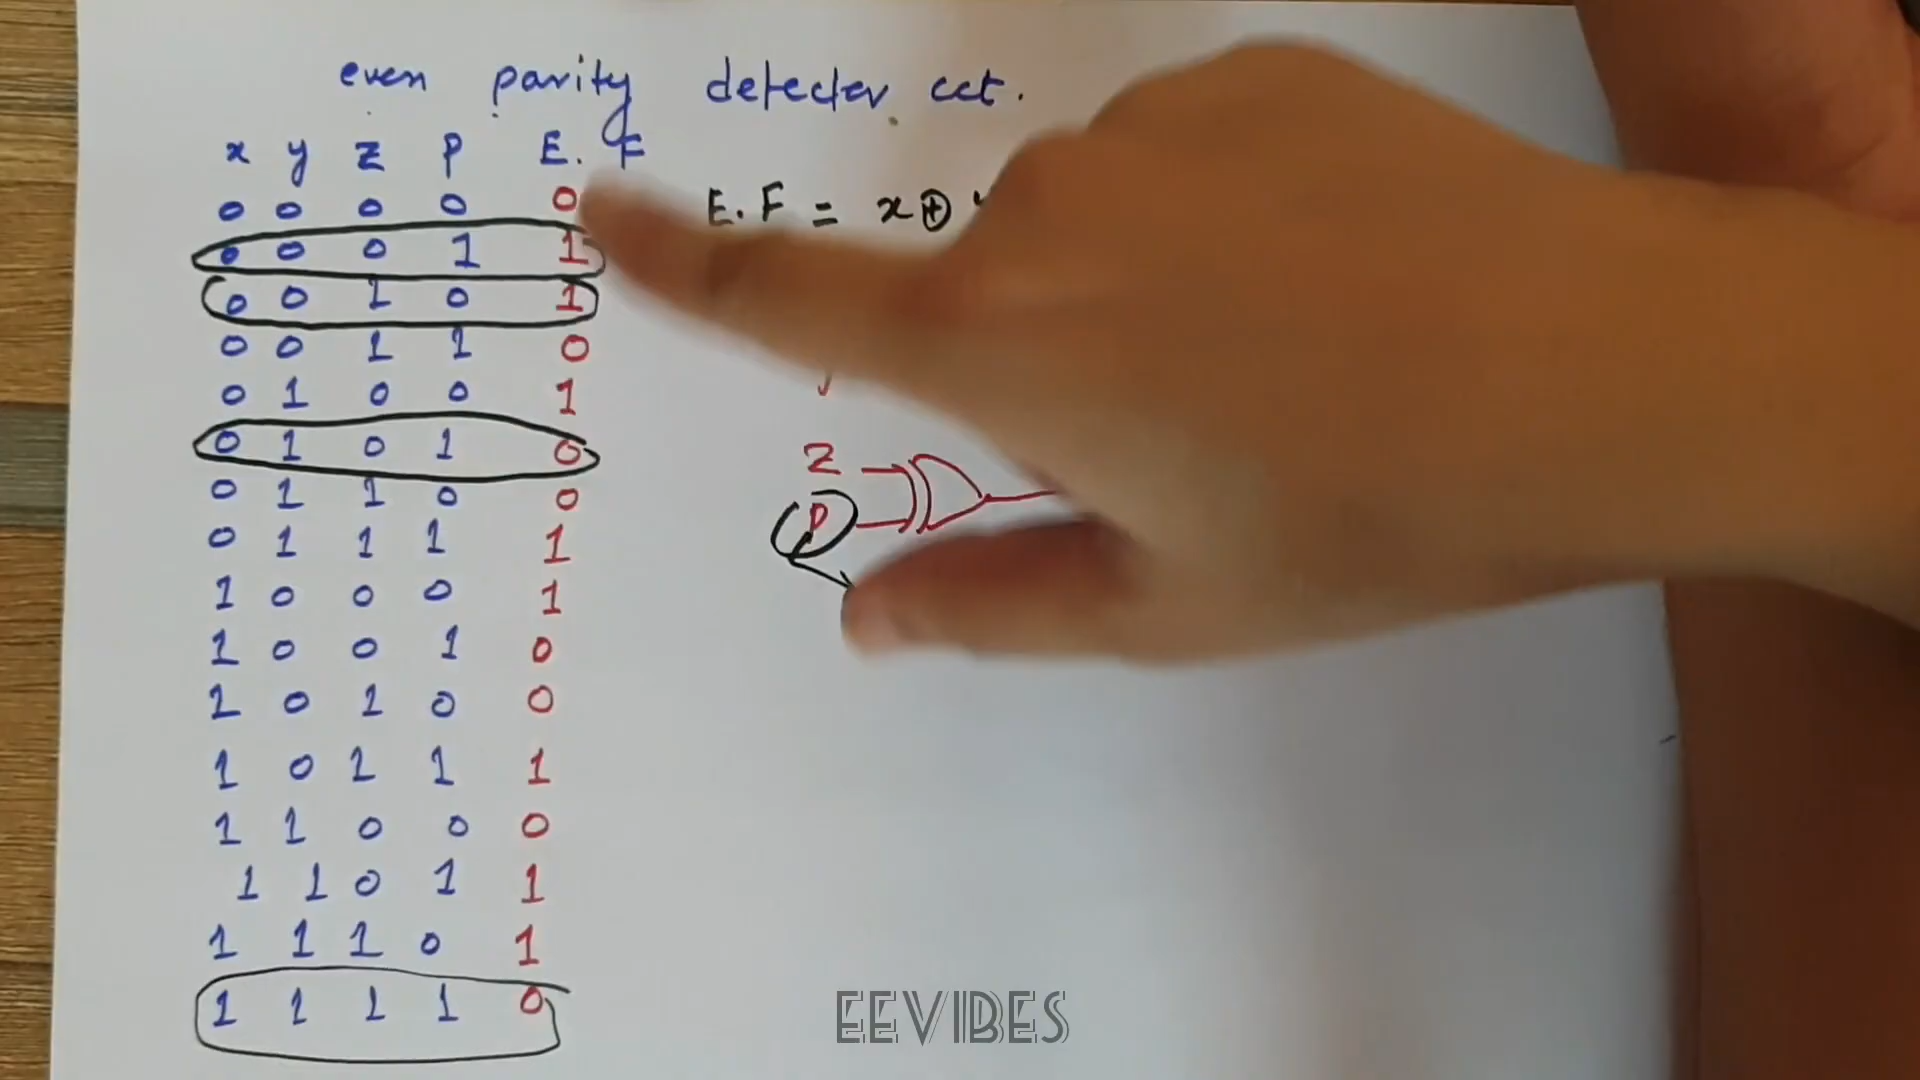 even parity detector cct.
x y z P E.F
0 0 0 0 0
0 0 0 1 1
0 0 1 0 1
0 0 1 1 0
0 1 0 0 1
0 1 0 1 0
0 1 1 0 0
0 1 1 1 1
1 0 0 0 1
1 0 0 1 0
1 0 1 0 0
1 0 1 1 1
1 1 0 0 0
1 1 0 1 1
1 1 1 0 1
1 1 1 1 0
E.F = x ⊕
z
P
EEVIBES